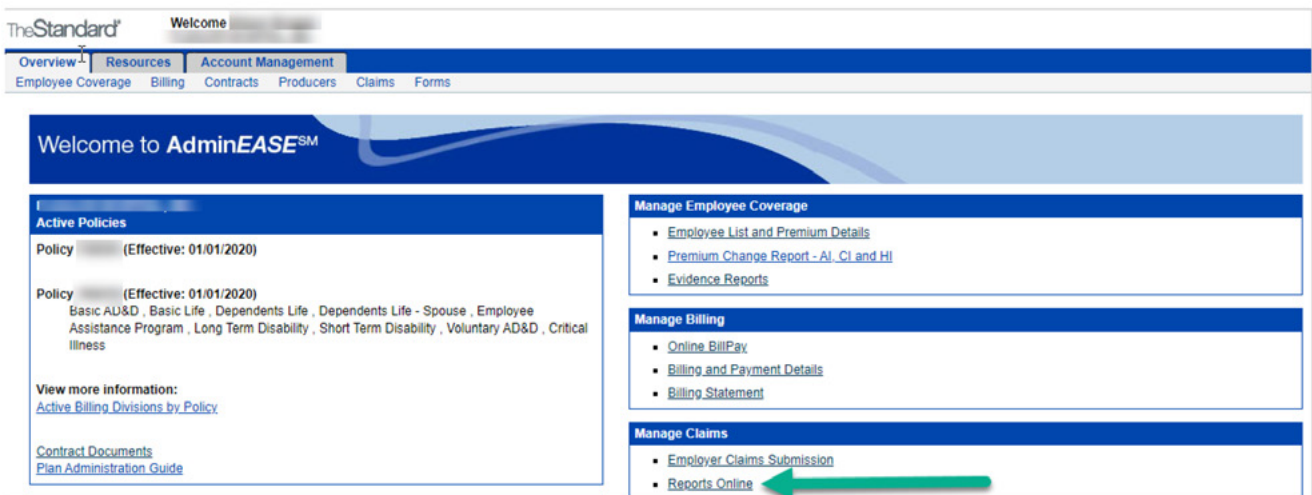 TheStandard®
Welcome
Overview Resources Account Management
Employee Coverage Billing Contracts Producers Claims Forms
Welcome to AdminEASE℠
Active Policies
Policy (Effective: 01/01/2020)
Policy (Effective: 01/01/2020)
Basic AD&D , Basic Life , Dependents Life , Dependents Life - Spouse , Employee
Assistance Program , Long Term Disability , Short Term Disability , Voluntary AD&D , Critical
Illness
View more information:
Active Billing Divisions by Policy
Contract Documents
Plan Administration Guide
Manage Employee Coverage
Employee List and Premium Details
Premium Change Report - AI, CI and HI
Evidence Reports
Manage Billing
Online BillPay
Billing and Payment Details
Billing Statement
Manage Claims
Employer Claims Submission
Reports Online